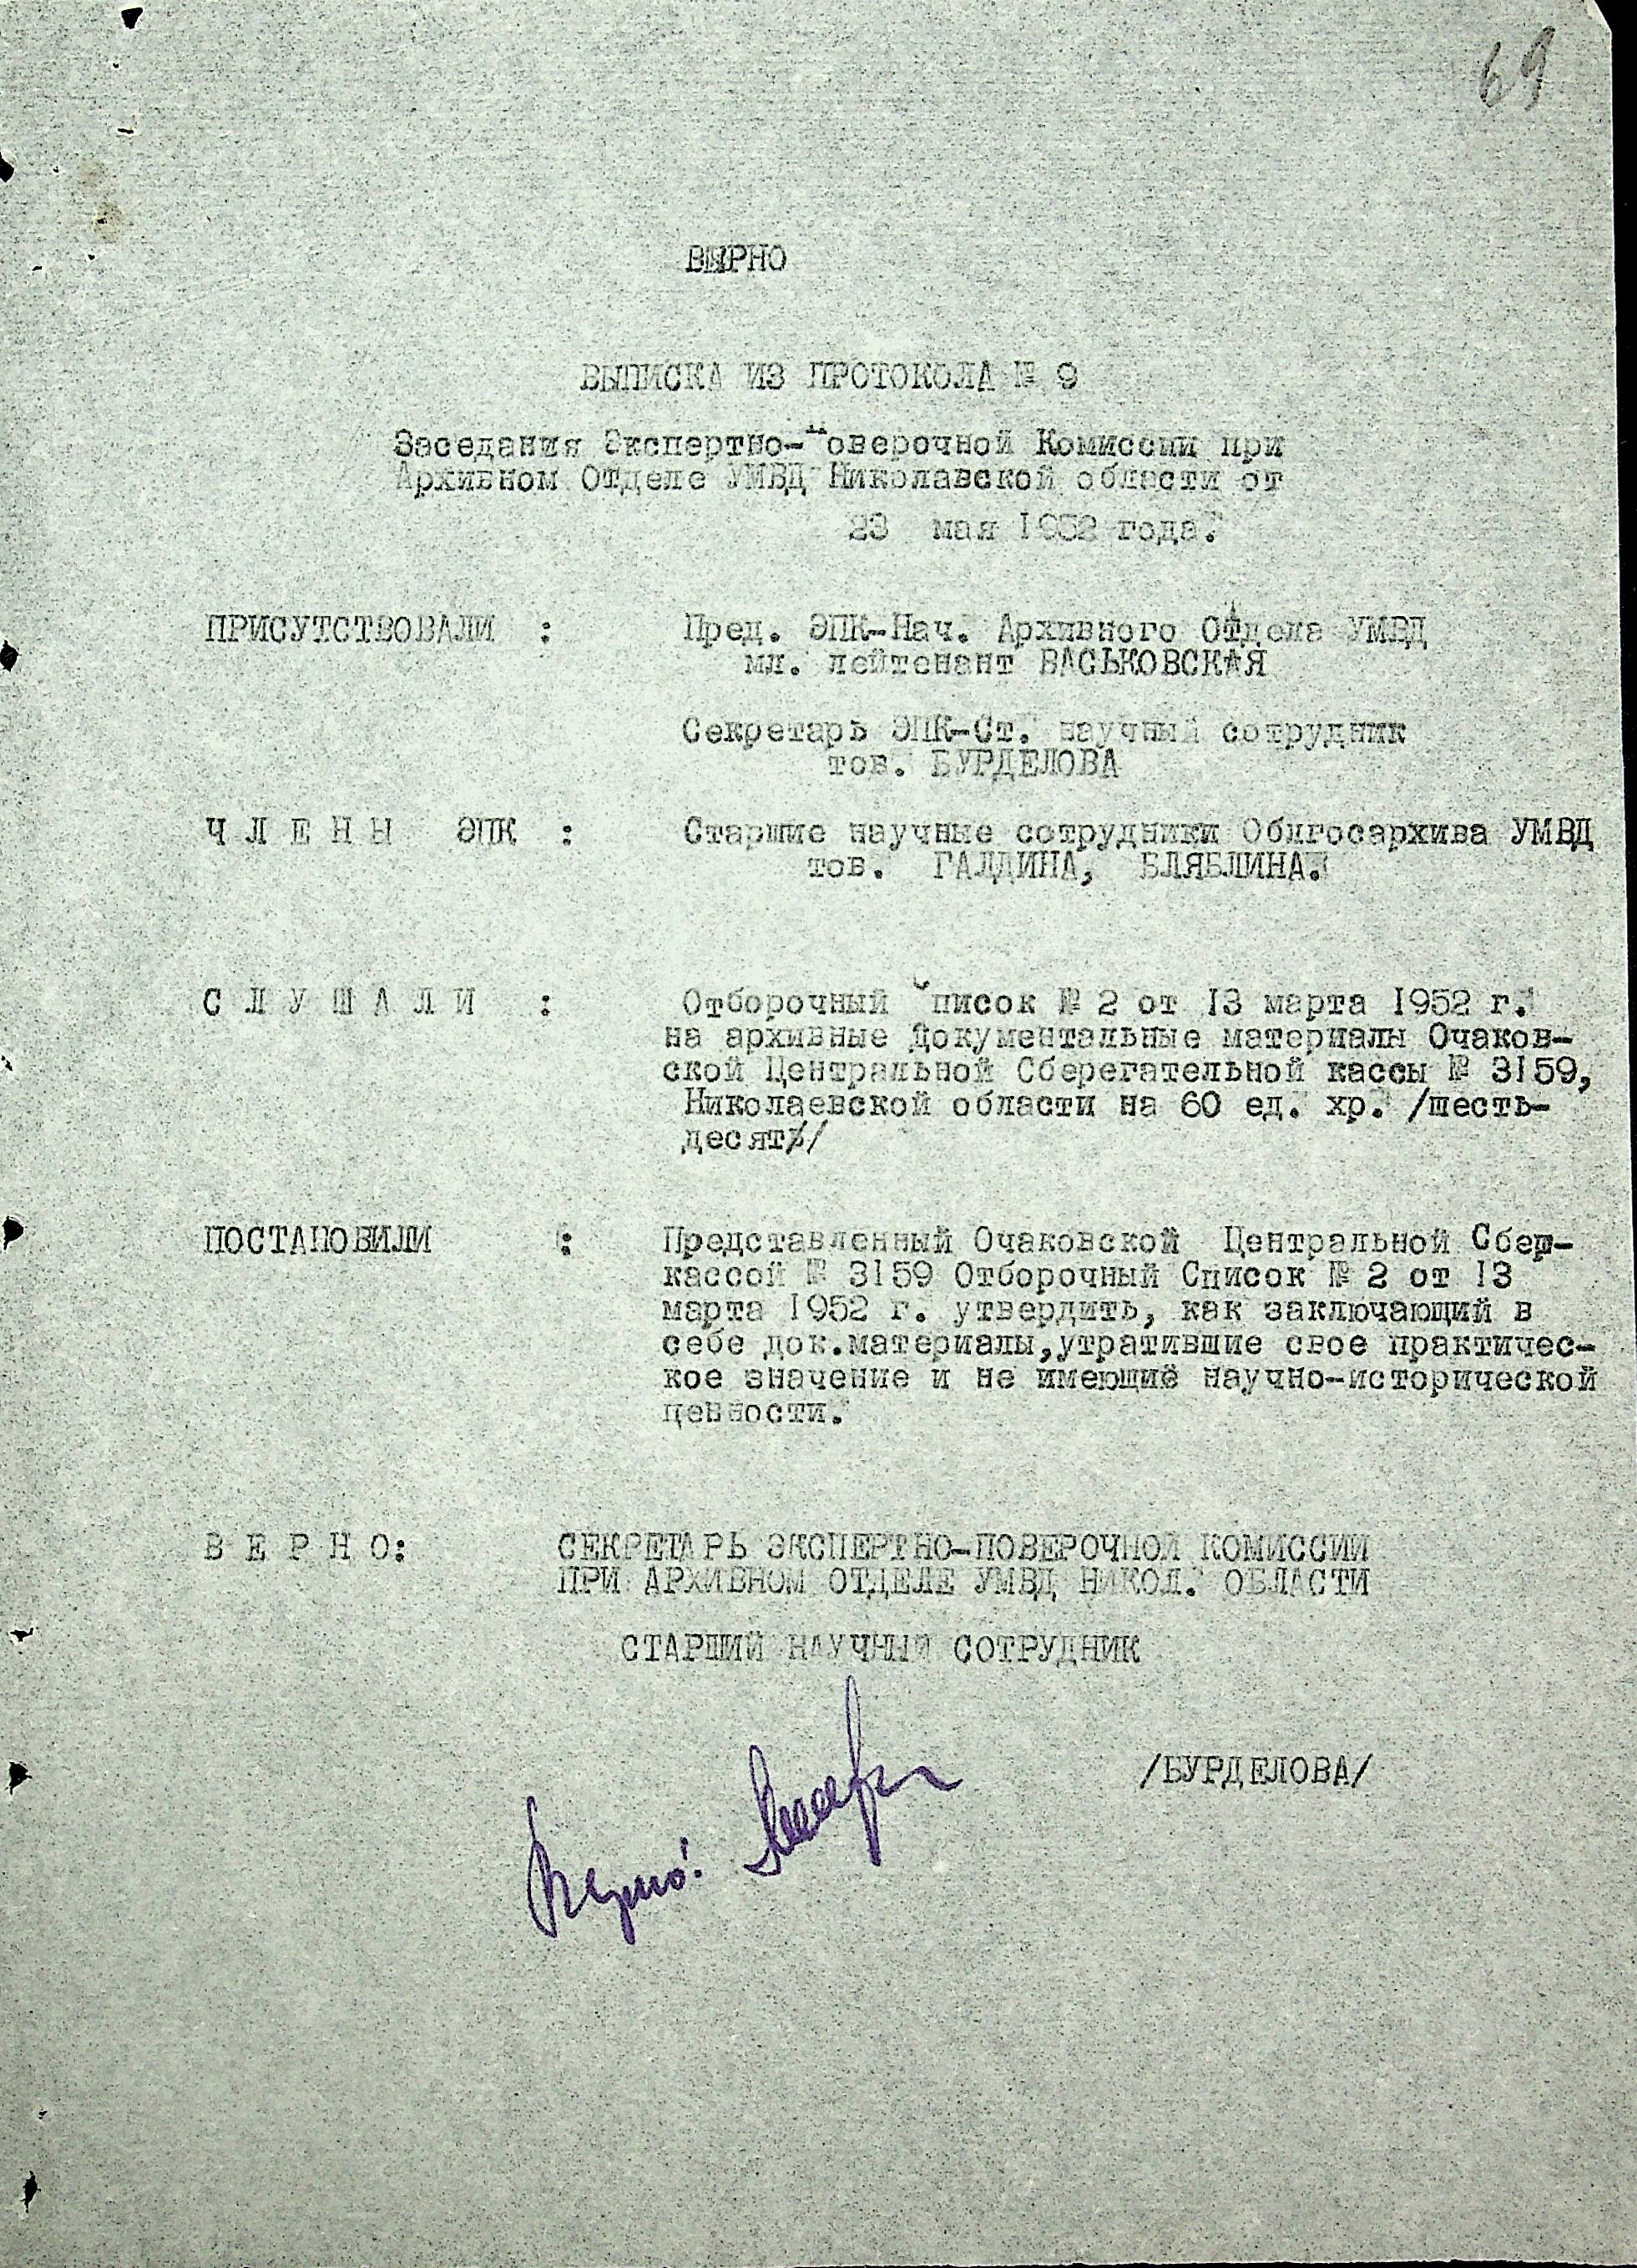 69
ВЕРНО
ВЫПИСКА ИЗ ПРОТОКОЛА № 9
Заседания Экспертно-Поверочной Комиссии при
Архивном Отделе УМВД Николавской области от
23 мая 1952 года.
ПРИСУТСТВОВАЛИ : Пред. ЭПК-Нач. Архивного Отдела УМВД
мл. лейтенант ВАСЬКОВСКАЯ
Секретарь ЭПК-Ст. научный сотрудник
тов. БУРДЕЛОВА
Ч Л Е Н Ы ЭПК : Старшие научные сотрудники Облгосархива УМВД
тов. ГАЛДИНА, БЛЯБЛИНА.
С Л У Ш А Л И : Отборочный Список № 2 от 13 марта 1952 г.
на архивные документальные материалы Очаков-
ской Центральной Сберегательной кассы № 3159,
Николаевской области на 60 ед. хр. /шесть-
десят/
ПОСТАНОВИЛИ : Представленный Очаковской Центральной Сбер-
кассой № 3159 Отборочный Список № 2 от 13
марта 1952 г. утвердить, как заключающий в
себе док.материалы,утратившие свое практичес-
кое значение и не имеющие научно-исторической
ценности.
В Е Р Н О: СЕКРЕТАРЬ ЭКСПЕРТНО-ПОВЕРОЧНОЙ КОМИССИИ
ПРИ АРХИВНОМ ОТДЕЛЕ УМВД НИКОЛ. ОБЛАСТИ
СТАРШИЙ НАУЧНЫЙ СОТРУДНИК
/БУРДЕЛОВА/
Верно: